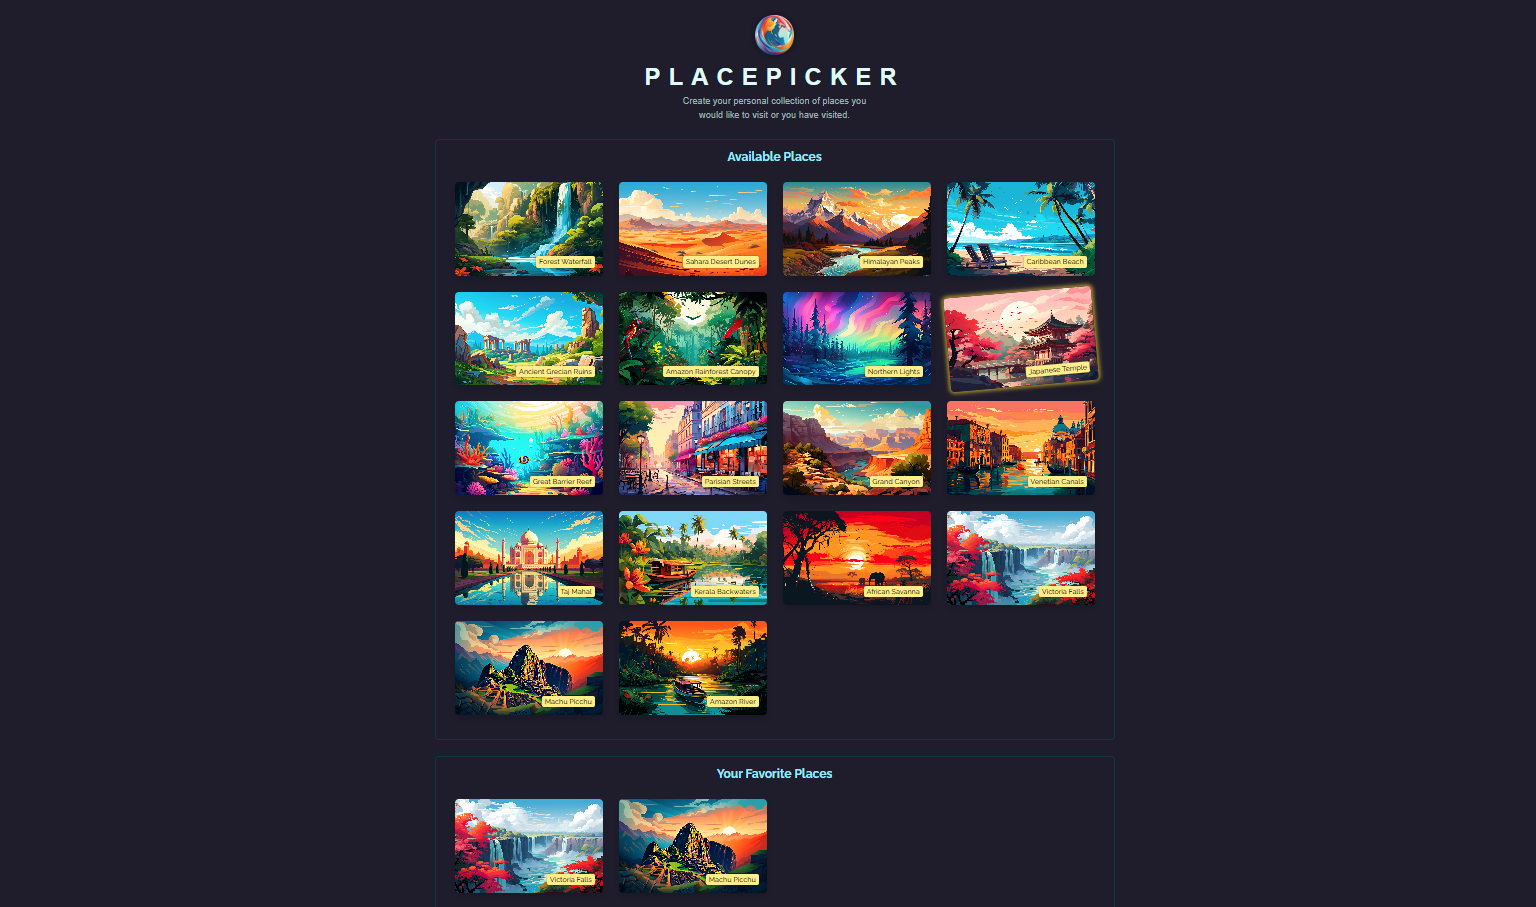 PLACEPICKER
Create your personal collection of places you
would like to visit or you have visited.
Available Places
Forest Waterfall
Sahara Desert Dunes
Himalayan Peaks
Caribbean Beach
Ancient Grecian Ruins
Amazon Rainforest Canopy
Northern Lights
Japanese Temple
Great Barrier Reef
Parisian Streets
Grand Canyon
Venetian Canals
Taj Mahal
Kerala Backwaters
African Savanna
Victoria Falls
Machu Picchu
Amazon River
Your Favorite Places
Victoria Falls
Machu Picchu